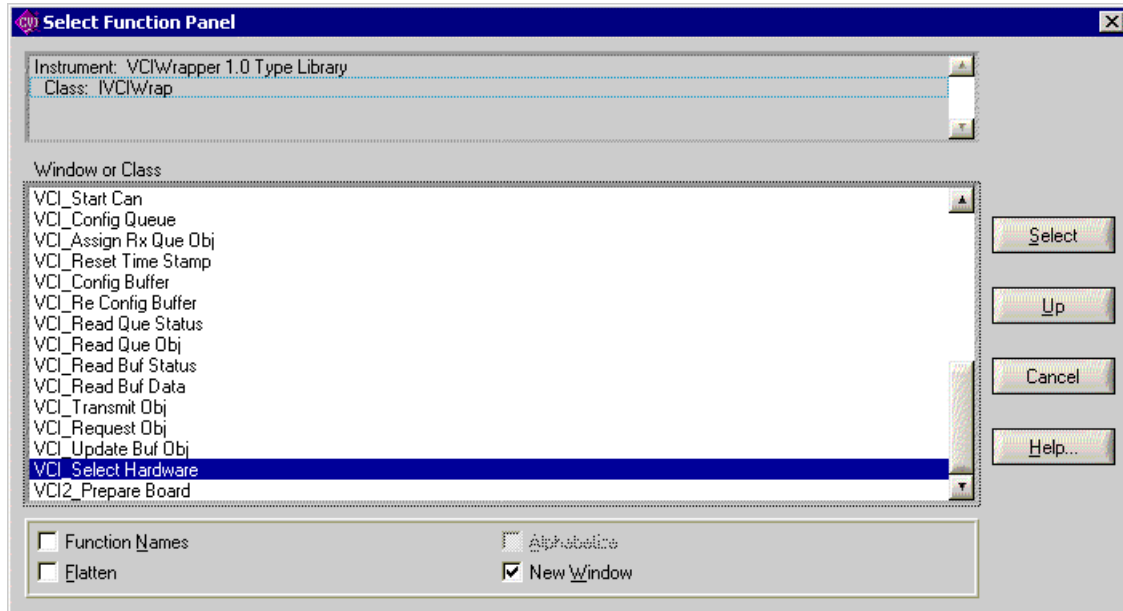 CVI Select Function Panel
Instrument: VCIWrapper 1.0 Type Library
Class: IVCIWrap
Window or Class
VCI_Start Can
VCI_Config Queue
VCI_Assign Rx Que Obj
VCI_Reset Time Stamp
VCI_Config Buffer
VCI_Re Config Buffer
VCI_Read Que Status
VCI_Read Que Obj
VCI_Read Buf Status
VCI_Read Buf Data
VCI_Transmit Obj
VCI_Request Obj
VCI_Update Buf Obj
VCI_Select Hardware
VCI2_Prepare Board
Select
Up
Cancel
Help...
Function Names
Alphabetize
Flatten
New Window